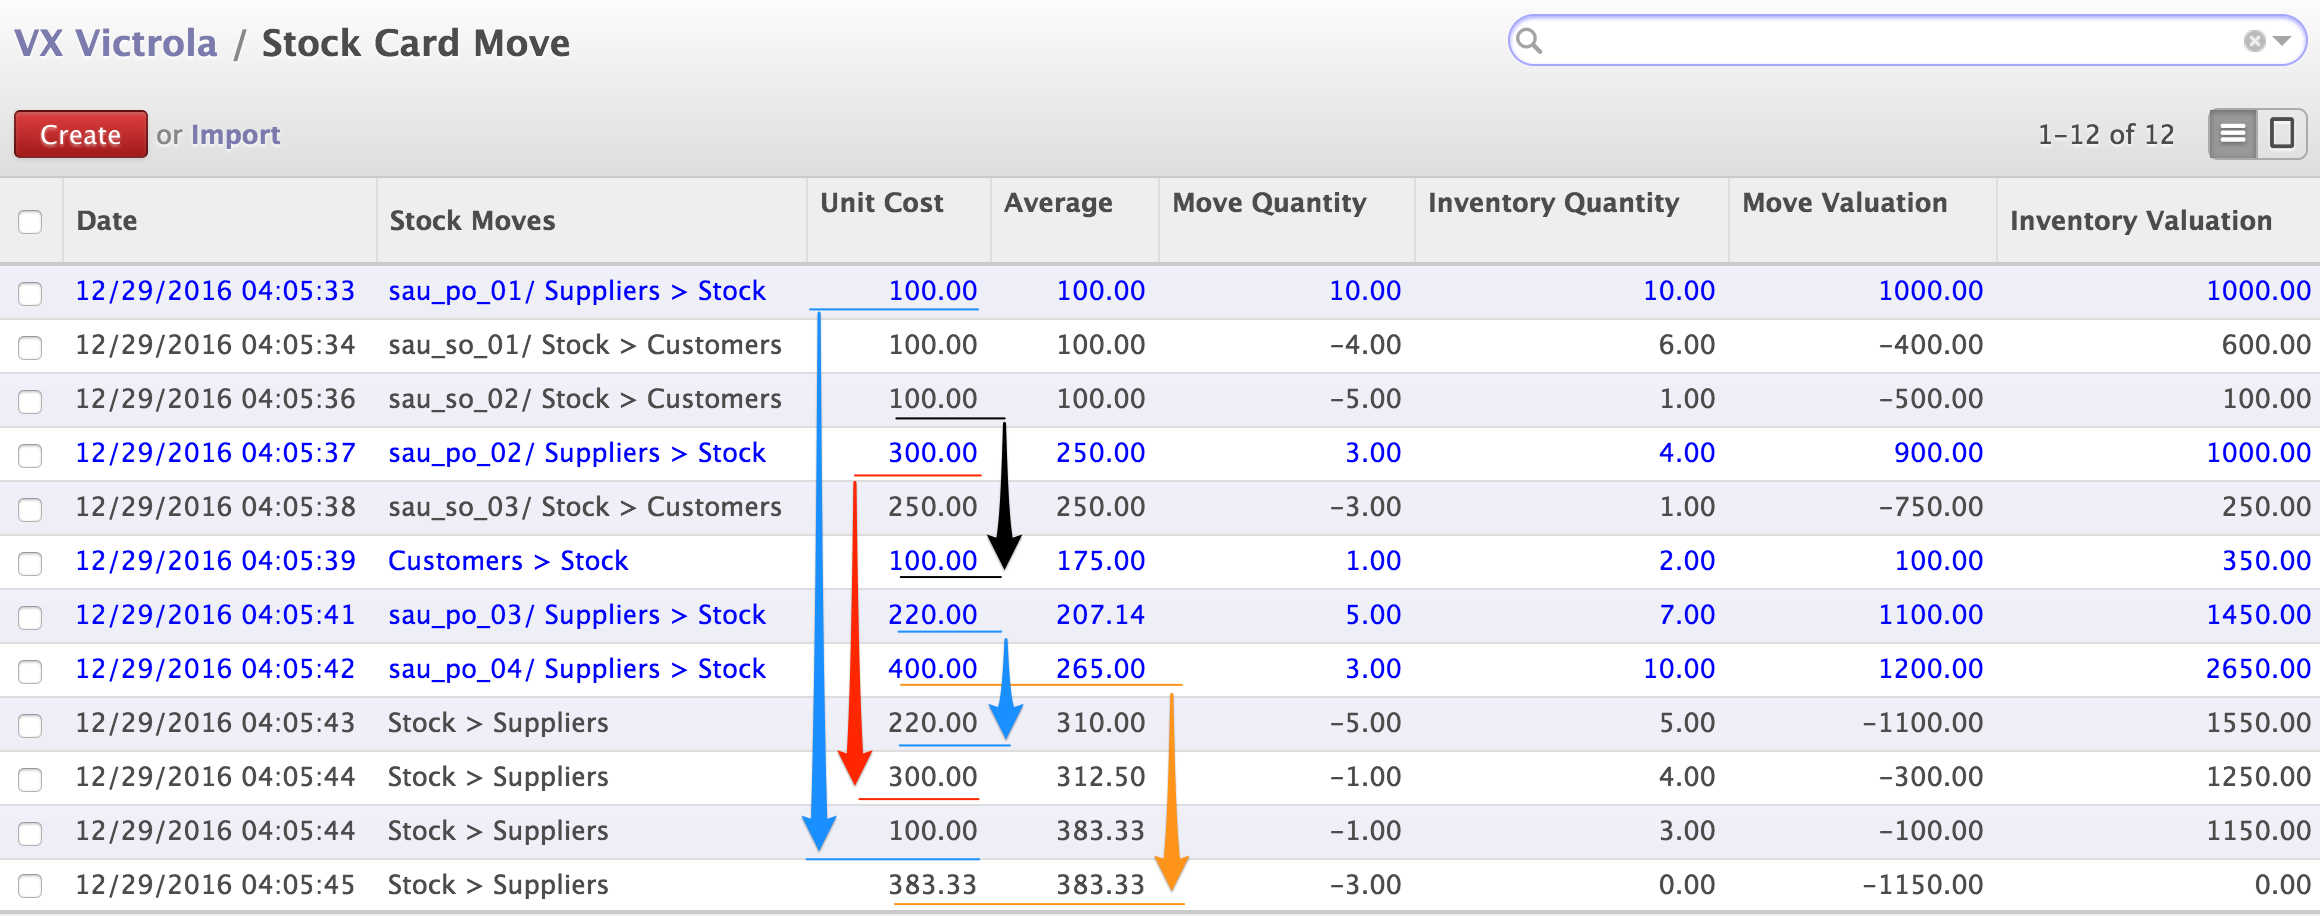 VX Victrola / Stock Card Move
Create or Import 1-12 of 12
Date Stock Moves Unit Cost Average Move Quantity Inventory Quantity Move Valuation Inventory Valuation
12/29/2016 04:05:33 sau_po_01/ Suppliers > Stock 100.00 100.00 10.00 10.00 1000.00 1000.00
12/29/2016 04:05:34 sau_so_01/ Stock > Customers 100.00 100.00 -4.00 6.00 -400.00 600.00
12/29/2016 04:05:36 sau_so_02/ Stock > Customers 100.00 100.00 -5.00 1.00 -500.00 100.00
12/29/2016 04:05:37 sau_po_02/ Suppliers > Stock 300.00 250.00 3.00 4.00 900.00 1000.00
12/29/2016 04:05:38 sau_so_03/ Stock > Customers 250.00 250.00 -3.00 1.00 -750.00 250.00
12/29/2016 04:05:39 Customers > Stock 100.00 175.00 1.00 2.00 100.00 350.00
12/29/2016 04:05:41 sau_po_03/ Suppliers > Stock 220.00 207.14 5.00 7.00 1100.00 1450.00
12/29/2016 04:05:42 sau_po_04/ Suppliers > Stock 400.00 265.00 3.00 10.00 1200.00 2650.00
12/29/2016 04:05:43 Stock > Suppliers 220.00 310.00 -5.00 5.00 -1100.00 1550.00
12/29/2016 04:05:44 Stock > Suppliers 300.00 312.50 -1.00 4.00 -300.00 1250.00
12/29/2016 04:05:44 Stock > Suppliers 100.00 383.33 -1.00 3.00 -100.00 1150.00
12/29/2016 04:05:45 Stock > Suppliers 383.33 383.33 -3.00 0.00 -1150.00 0.00